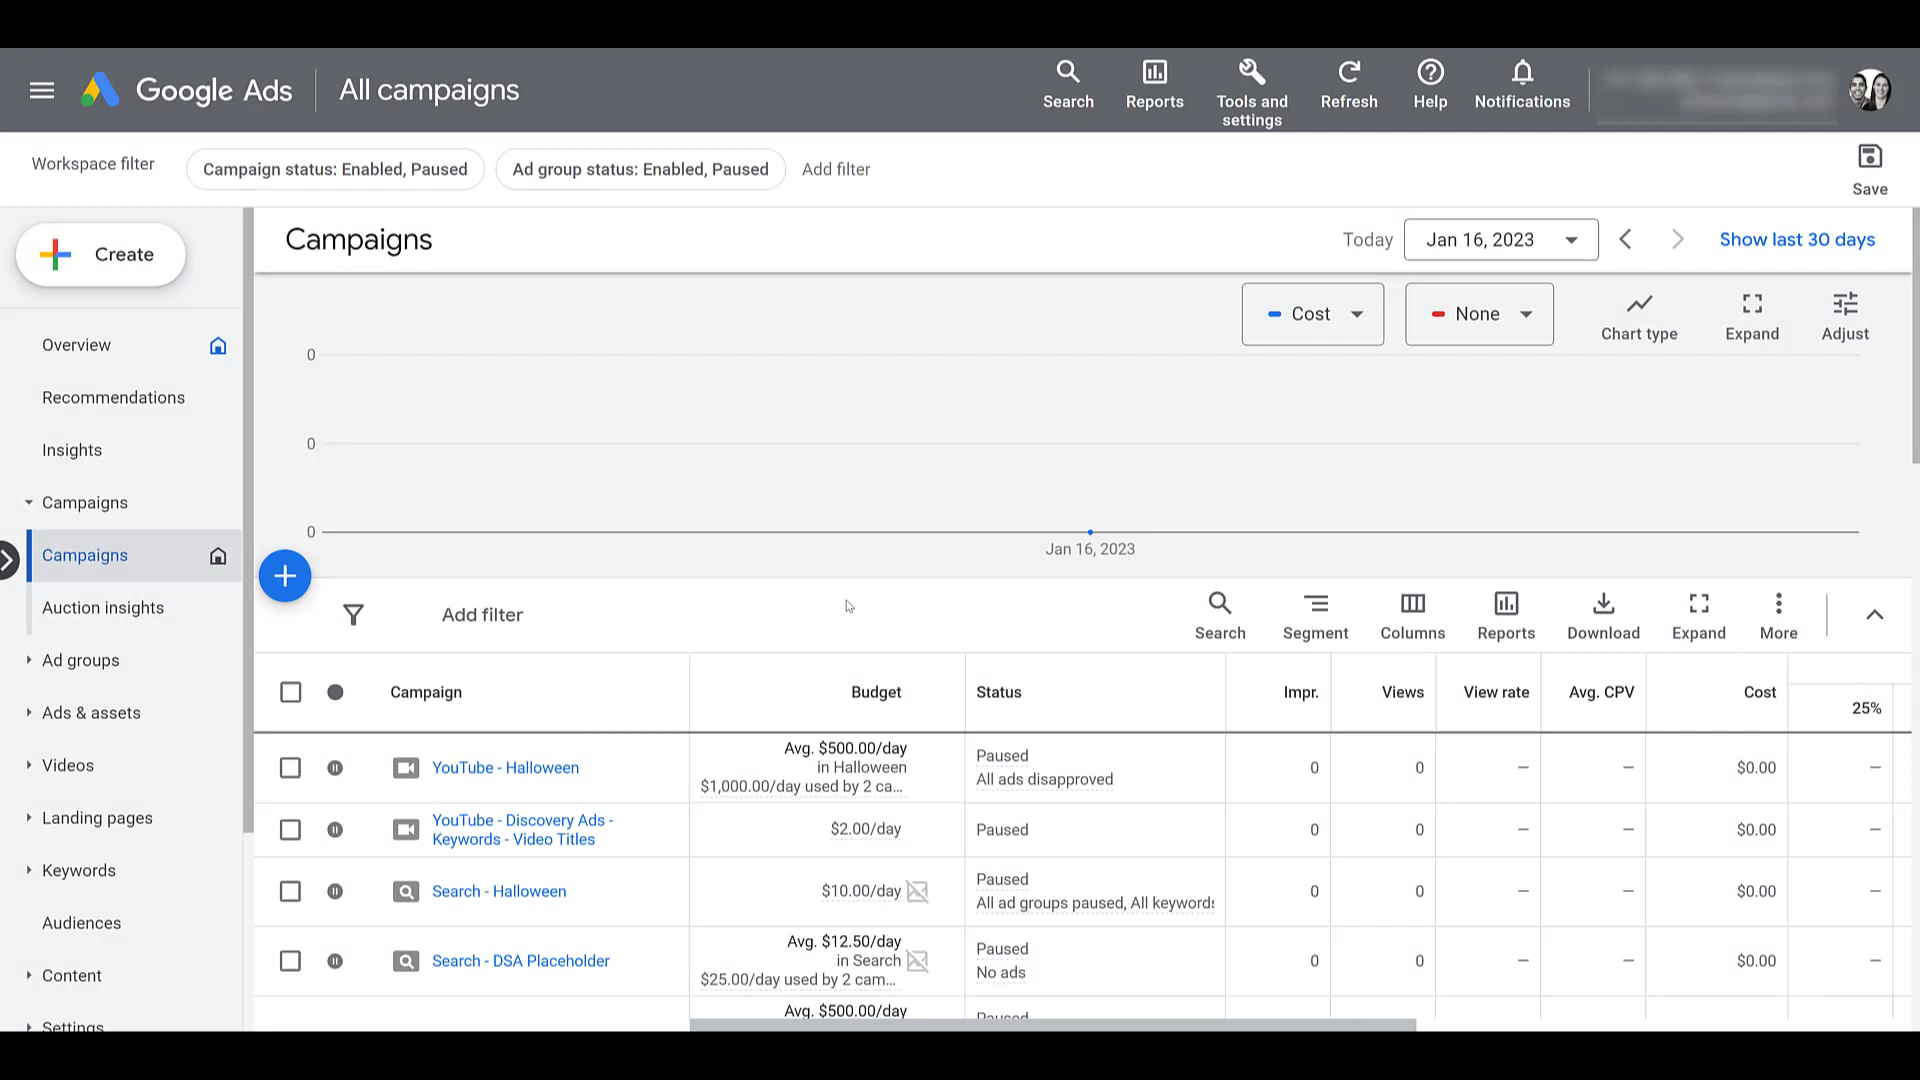 Google Ads
All campaigns
Search
Reports
Tools and
settings
Refresh
Help
Notifications
Workspace filter
Campaign status: Enabled, Paused
Ad group status: Enabled, Paused
Add filter
Save
Create
Overview
Recommendations
Insights
Campaigns
Campaigns
Auction insights
Ad groups
Ads & assets
Videos
Landing pages
Keywords
Audiences
Content
Settings
Campaigns
Today
Jan 16, 2023
Show last 30 days
Cost
None
Chart type
Expand
Adjust
0
0
0
Jan 16, 2023
Add filter
Search
Segment
Columns
Reports
Download
Expand
More
Campaign
Budget
Status
Impr.
Views
View rate
Avg. CPV
Cost
25%
YouTube - Halloween
Avg. $500.00/day
in Halloween
$1,000.00/day used by 2 ca...
Paused
All ads disapproved
0
0
—
—
$0.00
—
YouTube - Discovery Ads -
Keywords - Video Titles
$2.00/day
Paused
0
0
—
—
$0.00
—
Search - Halloween
$10.00/day
Paused
All ad groups paused, All keywords
0
0
—
—
$0.00
—
Search - DSA Placeholder
Avg. $12.50/day
in Search
$25.00/day used by 2 cam...
Paused
No ads
0
0
—
—
$0.00
—
Avg. $500.00/day
Paused